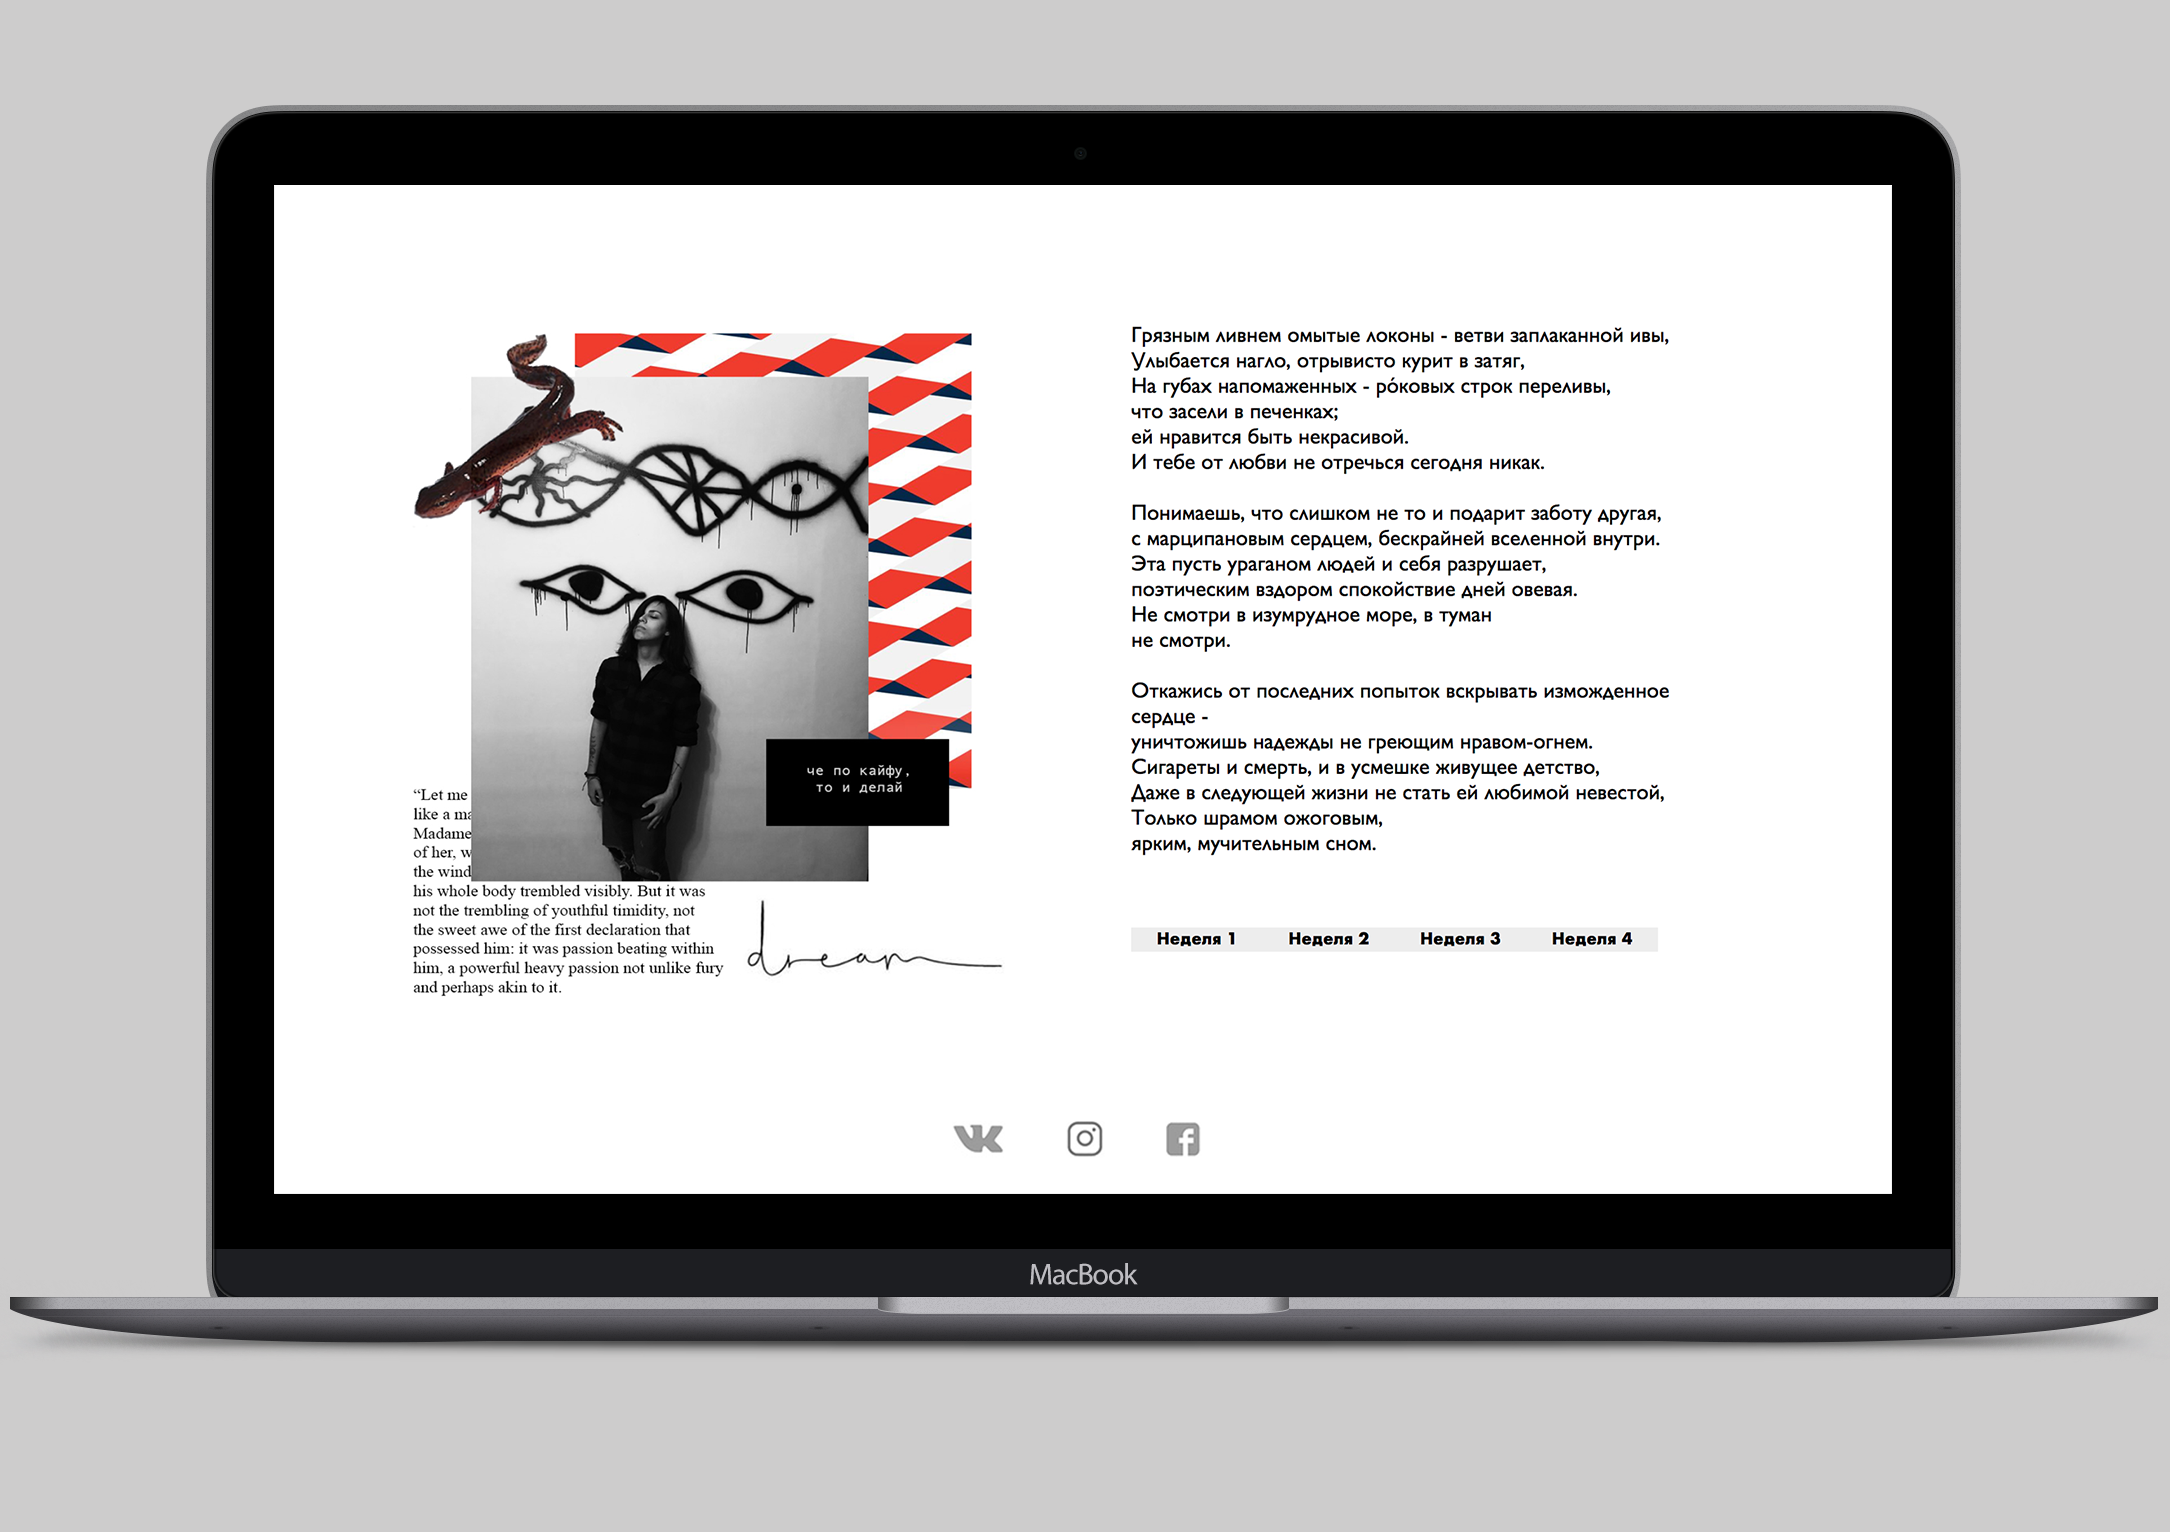 Грязным ливнем омытые локоны - ветви заплаканной ивы,
Улыбается нагло, отрывисто курит в затяг,
На губах напомаженных - ро́ковых строк переливы,
что засели в печенках;
ей нравится быть некрасивой.
И тебе от любви не отречься сегодня никак.
Понимаешь, что слишком не то и подарит заботу другая,
с марципановым сердцем, бескрайней вселенной внутри.
Эта пусть ураганом людей и себя разрушает,
поэтическим вздором спокойствие дней овевая.
Не смотри в изумрудное море, в туман
не смотри.
Откажись от последних попыток вскрывать изможденное
сердце -
уничтожишь надежды не греющим нравом-огнем.
Сигареты и смерть, и в усмешке живущее детство,
Даже в следующей жизни не стать ей любимой невестой,
Только шрамом ожоговым,
ярким, мучительным сном.
че по кайфу,
то и делай
“Let me
like a
Madame
of her,
the wind
his whole body trembled visibly. But it was
not the trembling of youthful timidity, not
the sweet awe of the first declaration that
possessed him: it was passion beating within
him, a powerful heavy passion not unlike fury
and perhaps akin to it.
dream
Неделя 1 Неделя 2 Неделя 3 Неделя 4
MacBook